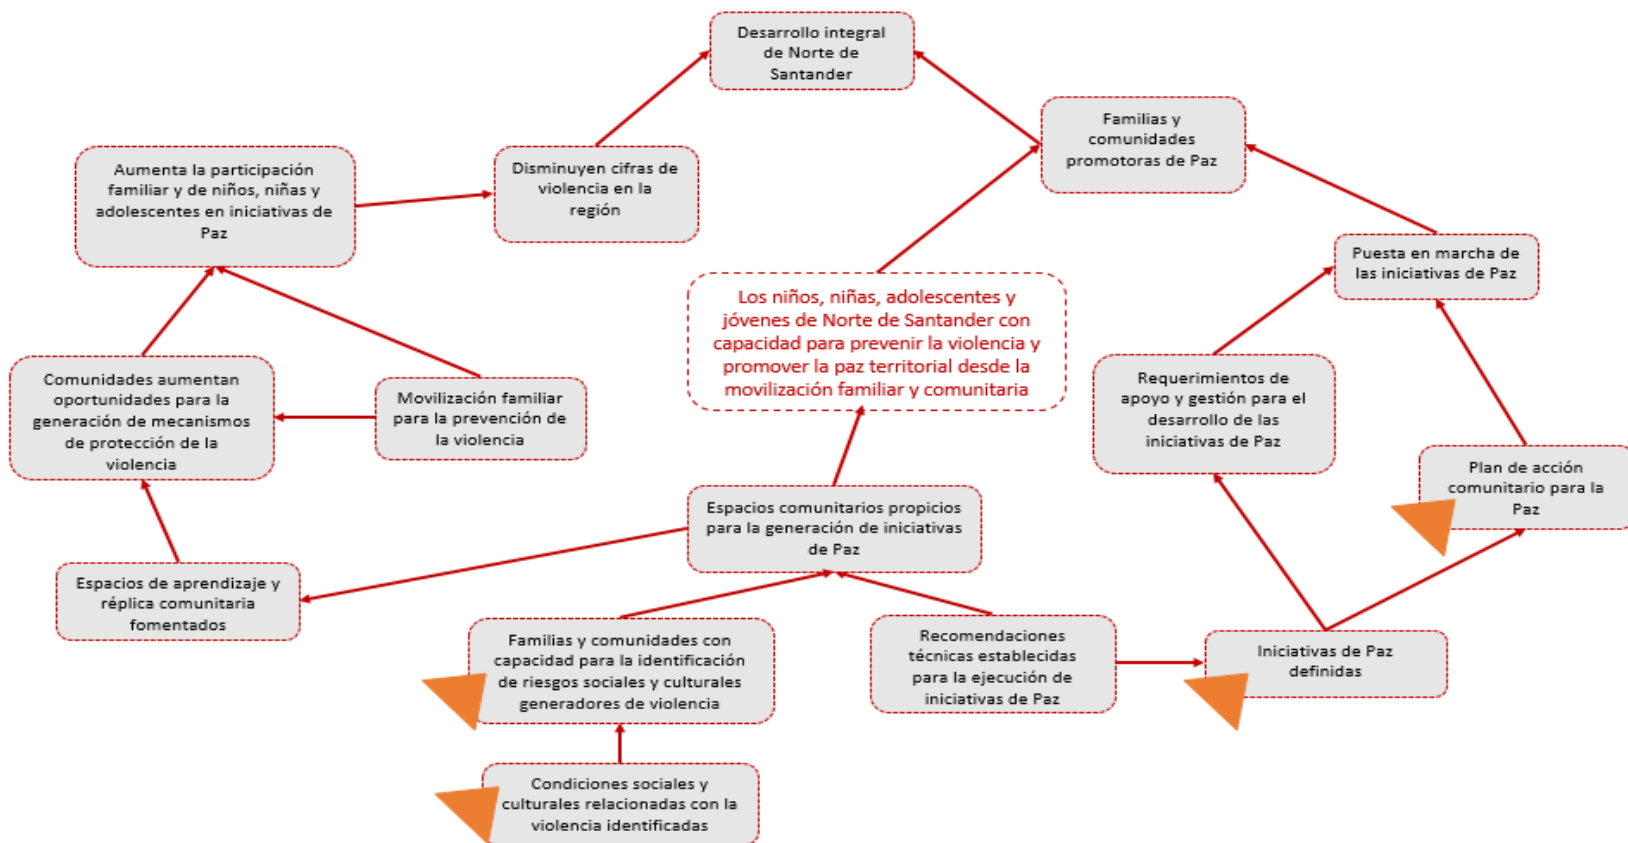 Desarrollo integral
de Norte de
Santander
Familias y
comunidades
promotoras de Paz
Aumenta la participación
familiar y de niños, niñas y
adolescentes en iniciativas de
Paz
Disminuyen cifras de
violencia en la
región
Puesta en marcha de
las iniciativas de Paz
Los niños, niñas, adolescentes y
jóvenes de Norte de Santander con
capacidad para prevenir la violencia y
promover la paz territorial desde la
movilización familiar y comunitaria
Comunidades aumentan
oportunidades para la
generación de mecanismos
de protección de la
violencia
Movilización familiar
para la prevención de
la violencia
Requerimientos de
apoyo y gestión para el
desarrollo de las
iniciativas de Paz
Plan de acción
comunitario para la
Paz
Espacios comunitarios propicios
para la generación de iniciativas
de Paz
Espacios de aprendizaje y
réplica comunitaria
fomentados
Familias y comunidades con
capacidad para la identificación
de riesgos sociales y culturales
generadores de violencia
Recomendaciones
técnicas establecidas
para la ejecución de
iniciativas de Paz
Iniciativas de Paz
definidas
Condiciones sociales y
culturales relacionadas con la
violencia identificadas